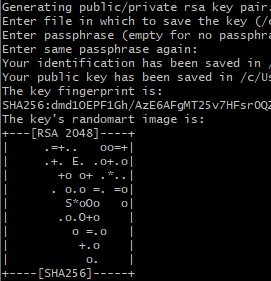 Generating public/private rsa key pair.
Enter file in which to save the key (/c
Enter passphrase (empty for no passphra
Enter same passphrase again:
Your identification has been saved in /
Your public key has been saved in /c/Us
The key fingerprint is:
SHA256:dmd1OEPF1Gh/AzE6AFgMT25v7HFsrOQZ
The key's randomart image is:
+---[RSA 2048]----+
|     .=+..   oo=+|
|     .+. E. .o+.o|
|       +o o+ .*..|
|      . o.o =. =o|
|        S*oOo   o|
|       .o.O+o    |
|         o =.o   |
|          +.o    |
|           o.    |
+----[SHA256]-----+